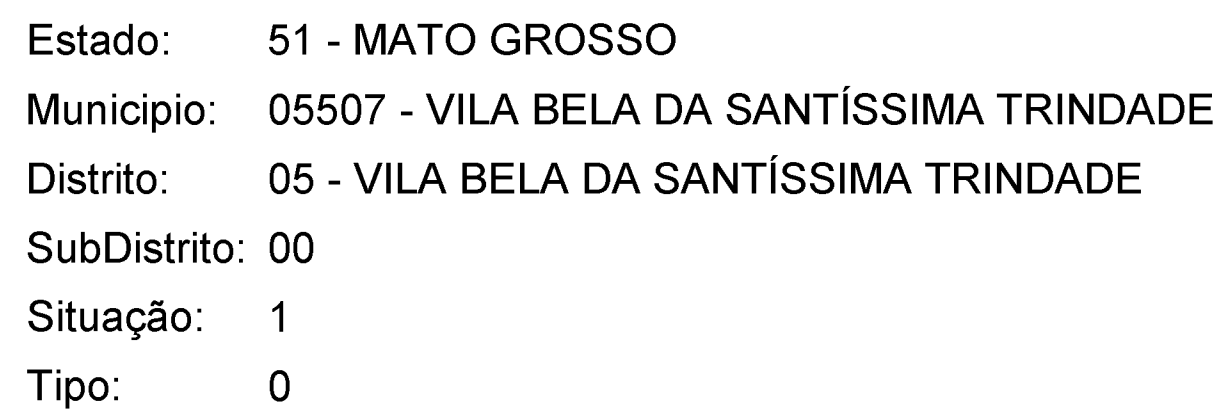 Estado: 51 - MATO GROSSO
Municipio: 05507 - VILA BELA DA SANTÍSSIMA TRINDADE
Distrito: 05 - VILA BELA DA SANTÍSSIMA TRINDADE
SubDistrito: 00
Situação: 1
Tipo: 0